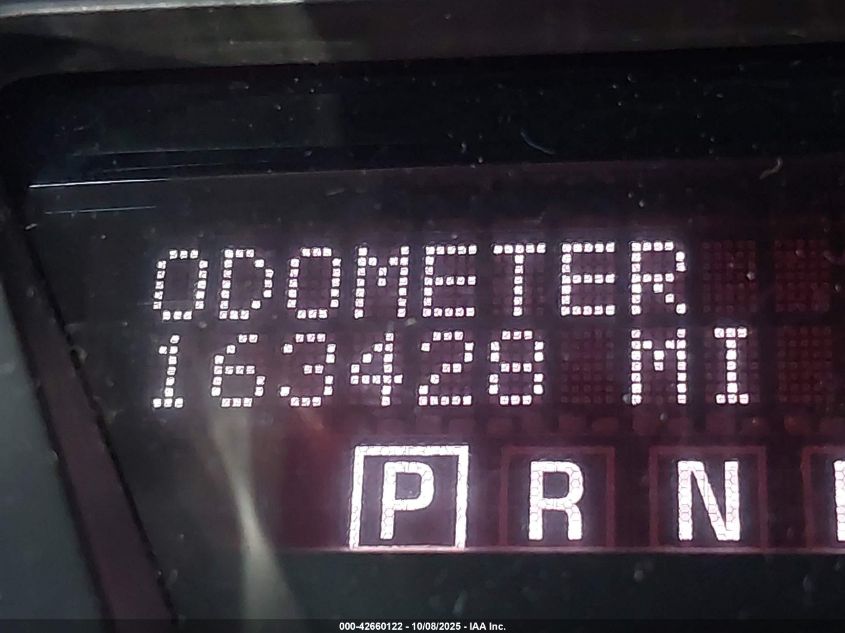 ODOMETER
163428 MI
P R N
000-42660122 - 10/08/2025 - IAA Inc.